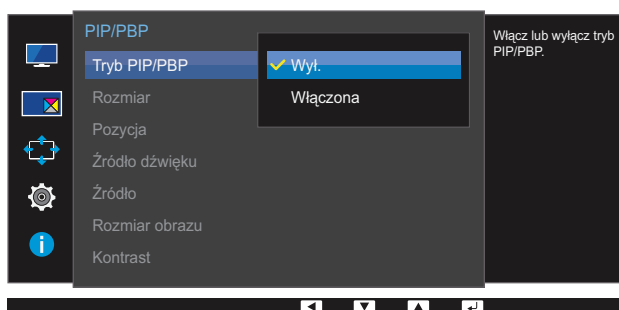 PIP/PBP
Tryb PIP/PBP
Wył.
Włączona
Rozmiar
Pozycja
Źródło dźwięku
Źródło
Rozmiar obrazu
Kontrast
Włącz lub wyłącz tryb
PIP/PBP.